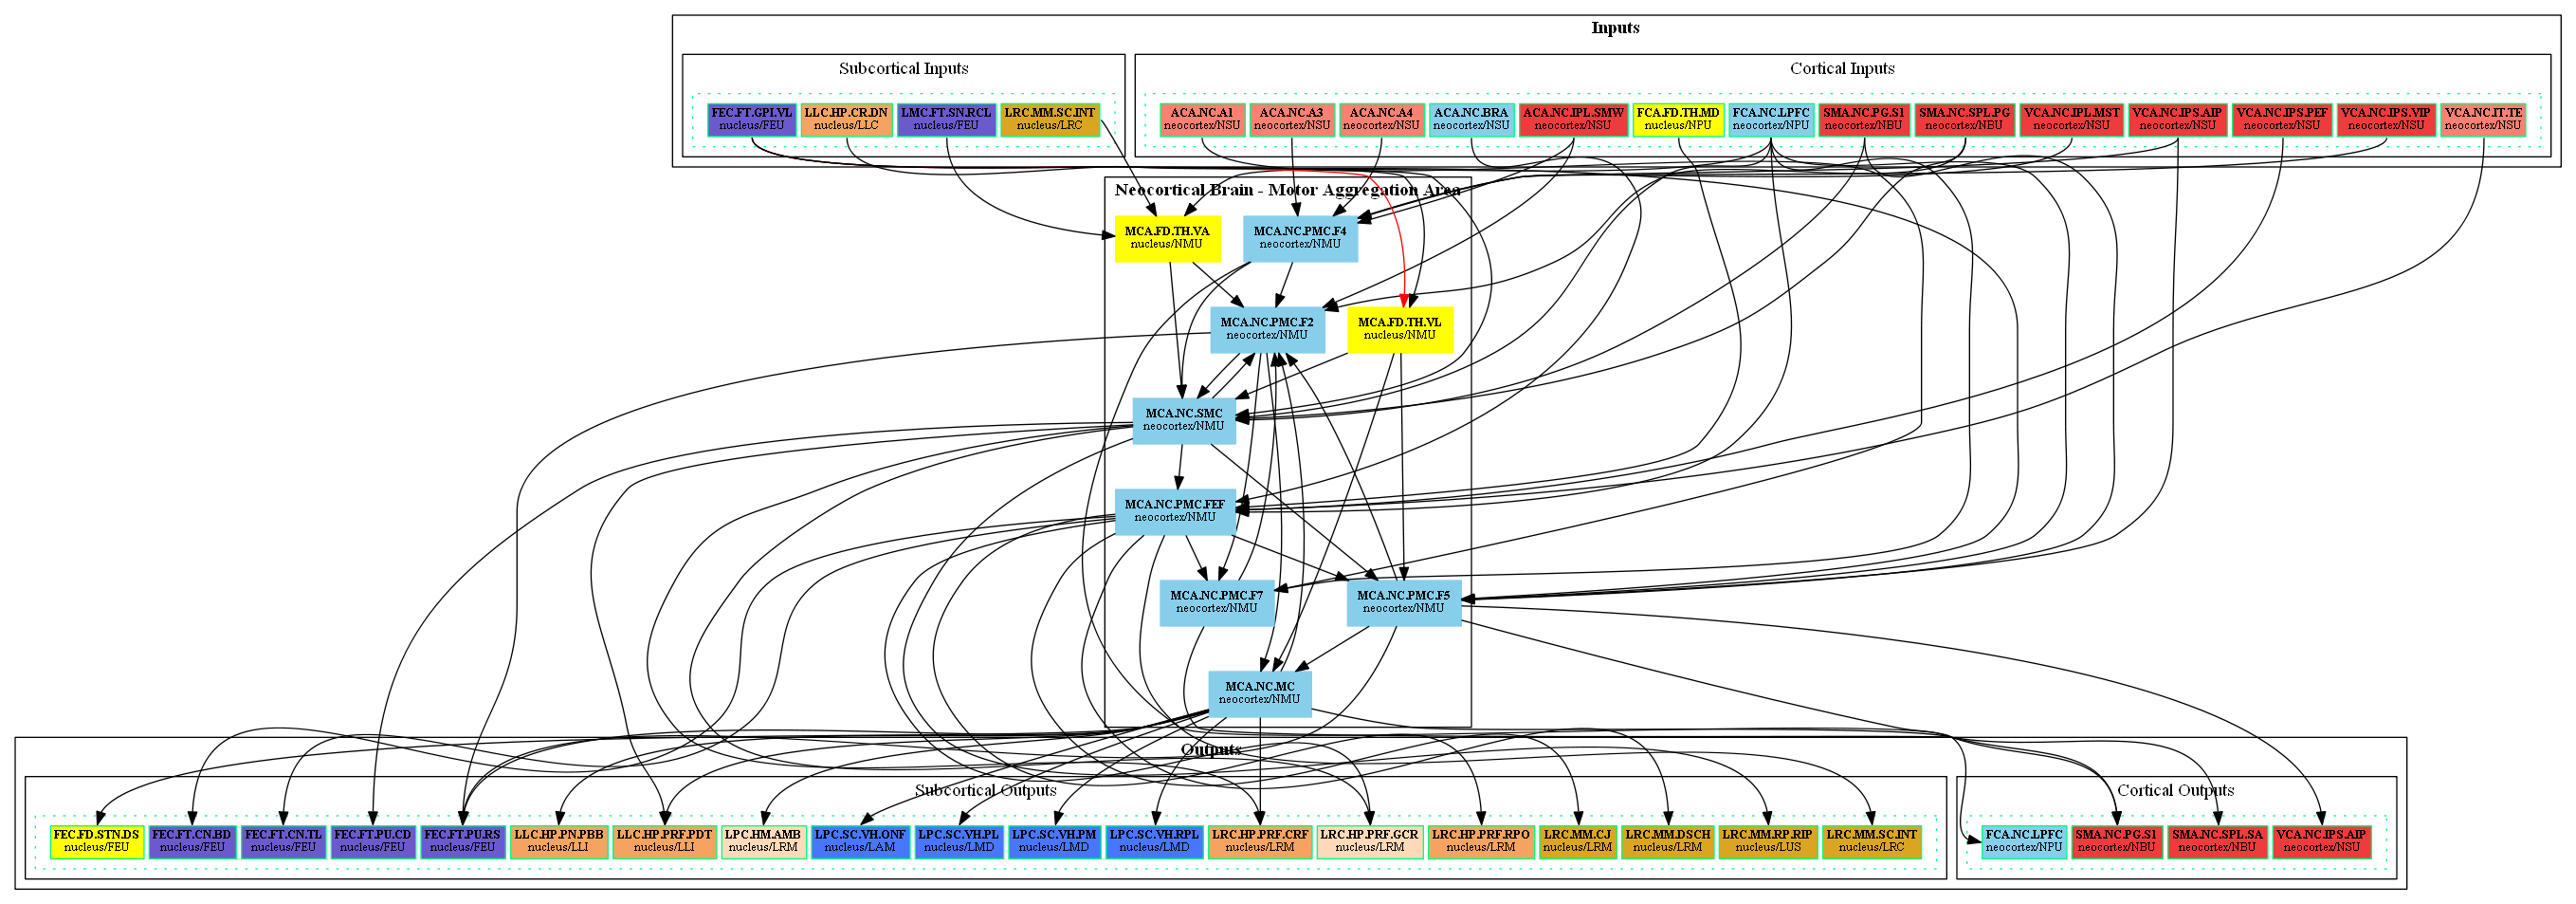 Inputs
Subcortical Inputs
Cortical Inputs
FEC.FT.GPI.VL
nucleus/FEU
LLC.HP.CR.DN
nucleus/LLC
LMC.FT.SN.RCL
nucleus/FEU
LRC.MM.SC.INT
nucleus/LRC
ACA.NC.A1
neocortex/NSU
ACA.NC.A3
neocortex/NSU
ACA.NC.A4
neocortex/NSU
ACA.NC.BRA
neocortex/NSU
ACA.NC.IPL.SMW
neocortex/NSU
FCA.FD.TH.MD
nucleus/NPU
FCA.NC.LPFC
neocortex/NPU
SMA.NC.PG.S1
neocortex/NBU
SMA.NC.SPL.PG
neocortex/NBU
VCA.NC.IPL.MST
neocortex/NSU
VCA.NC.IPS.AIP
neocortex/NSU
VCA.NC.IPS.PEF
neocortex/NSU
VCA.NC.IPS.VIP
neocortex/NSU
VCA.NC.IT.TE
neocortex/NSU
Neocortical Brain - Motor Aggregation Area
MCA.FD.TH.VA
nucleus/NMU
MCA.NC.PMC.F4
neocortex/NMU
MCA.NC.PMC.F2
neocortex/NMU
MCA.FD.TH.VL
nucleus/NMU
MCA.NC.SMC
neocortex/NMU
MCA.NC.PMC.FEF
neocortex/NMU
MCA.NC.PMC.F7
neocortex/NMU
MCA.NC.PMC.F5
neocortex/NMU
MCA.NC.MC
neocortex/NMU
Outputs
Subcortical Outputs
Cortical Outputs
FEC.FD.STN.DS
nucleus/FEU
FEC.FT.CN.BD
nucleus/FEU
FEC.FT.CN.TL
nucleus/FEU
FEC.FT.PU.CD
nucleus/FEU
FEC.FT.PU.RS
nucleus/FEU
LLC.HP.PN.PBB
nucleus/LLI
LLC.HP.PRF.PDT
nucleus/LLI
LPC.HM.AMB
nucleus/LRM
LPC.SC.VH.ONF
nucleus/LAM
LPC.SC.VH.PL
nucleus/LMD
LPC.SC.VH.PM
nucleus/LMD
LPC.SC.VH.RPL
nucleus/LMD
LRC.HP.PRF.CRF
nucleus/LRM
LRC.HP.PRF.GCR
nucleus/LRM
LRC.HP.PRF.RPO
nucleus/LRM
LRC.MM.CJ
nucleus/LRM
LRC.MM.DSCH
nucleus/LRM
LRC.MM.RP.RIP
nucleus/LUS
LRC.MM.SC.INT
nucleus/LRC
FCA.NC.LPFC
neocortex/NPU
SMA.NC.PG.S1
neocortex/NBU
SMA.NC.SPL.SA
neocortex/NBU
VCA.NC.IPS.AIP
neocortex/NSU